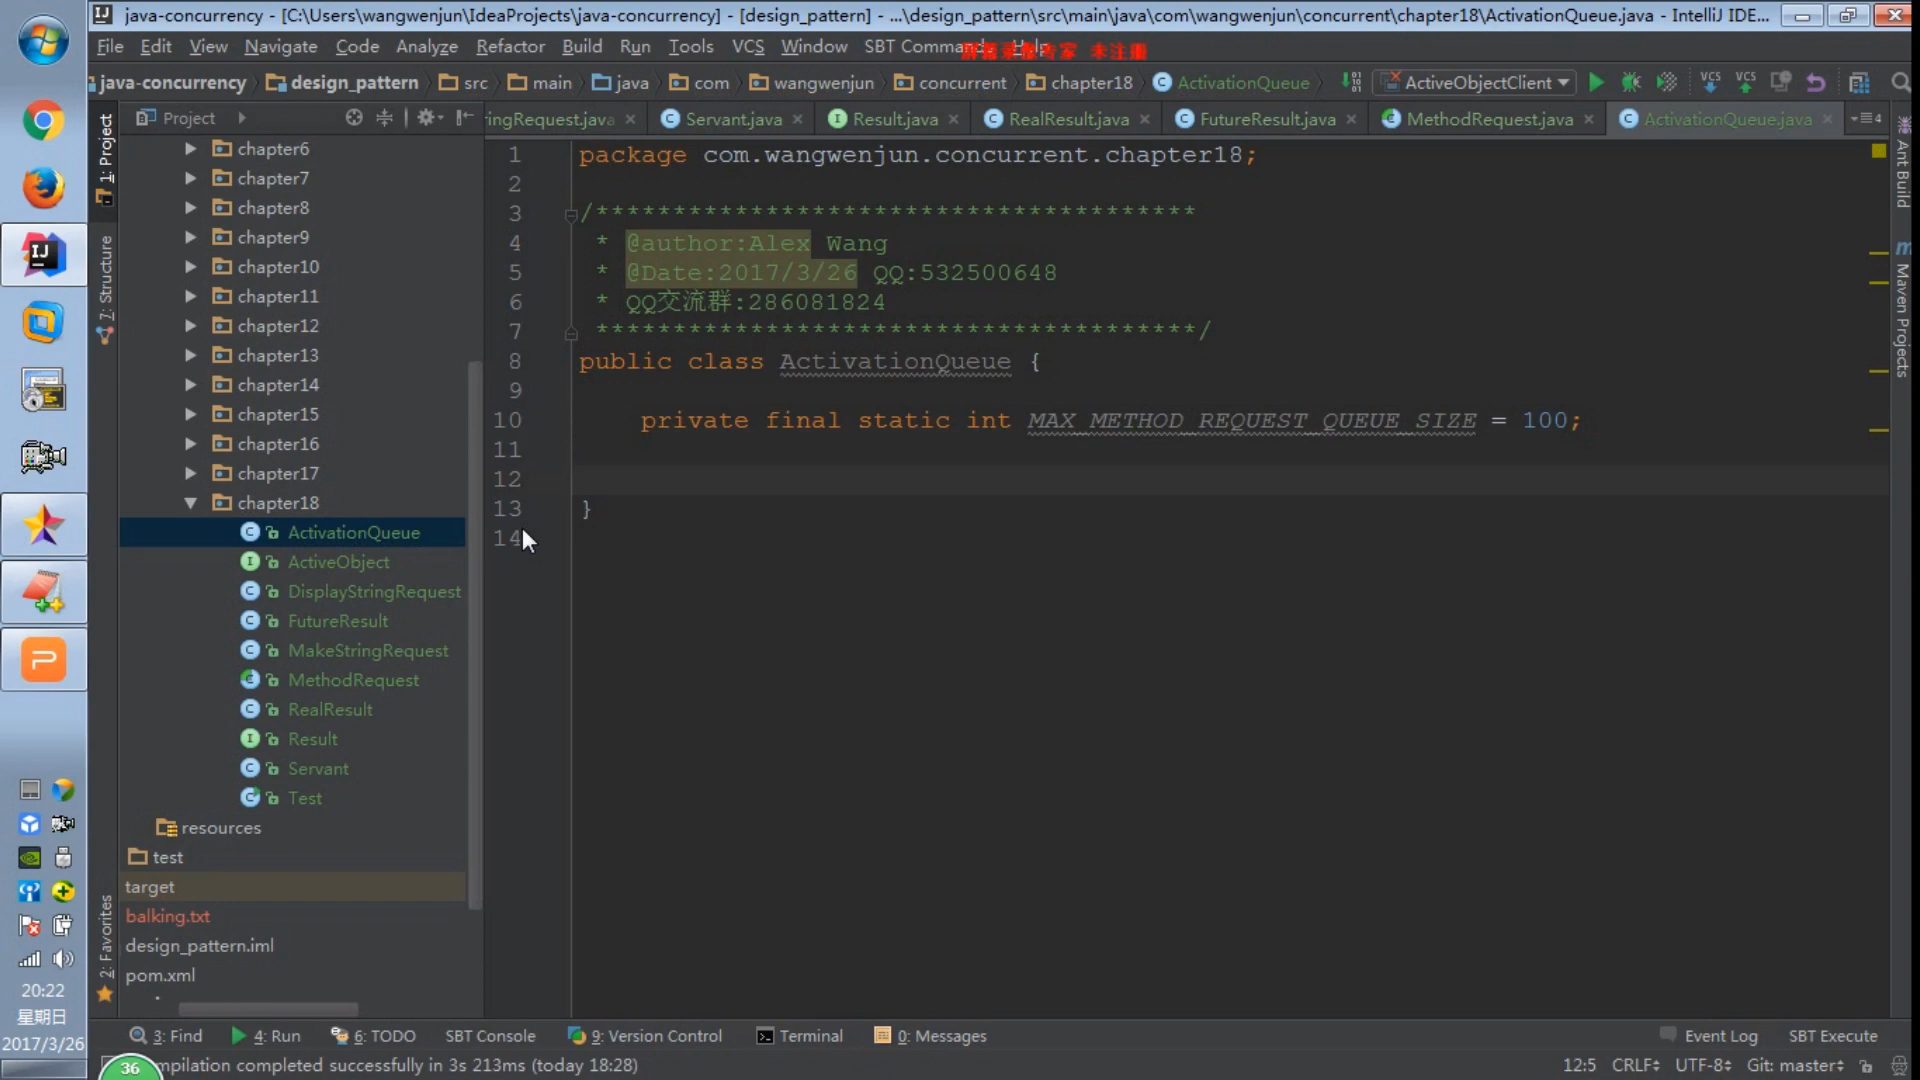 java-concurrency - [C:\Users\wangwenjun\IdeaProjects\java-concurrency] - [design_pattern] - ...\design_pattern\src\main\java\com\wangwenjun\concurrent\chapter18\ActivationQueue.java - IntelliJ IDE...
File Edit View Navigate Code Analyze Refactor Build Run Tools VCS Window SBT Command Help
未注册
java-concurrency design_pattern src main java com wangwenjun concurrent chapter18 ActivationQueue ActiveObjectClient VCS VCS
1: Project
Project
ingRequest.java Servant.java Result.java RealResult.java FutureResult.java MethodRequest.java ActivationQueue.java 4
chapter6
chapter7
chapter8
chapter9
chapter10
chapter11
chapter12
chapter13
chapter14
chapter15
chapter16
chapter17
chapter18
ActivationQueue
ActiveObject
DisplayStringRequest
FutureResult
MakeStringRequest
MethodRequest
RealResult
Result
Servant
Test
resources
test
target
balking.txt
design_pattern.iml
pom.xml
7: Structure
2: Favorites
1 package com.wangwenjun.concurrent.chapter18;
2
3 /***************************************
4 * @author:Alex Wang
5 * @Date:2017/3/26 QQ:532500648
6 * QQ交流群:286081824
7 ***************************************/
8 public class ActivationQueue {
9
10 private final static int MAX_METHOD_REQUEST_QUEUE_SIZE = 100;
11
12
13 }
14
Ant Build
Maven Projects
3: Find 4: Run 6: TODO SBT Console 9: Version Control Terminal 0: Messages Event Log SBT Execute
mpilation completed successfully in 3s 213ms (today 18:28) 12:5 CRLF UTF-8 Git: master
36
20:22
星期日
2017/3/26